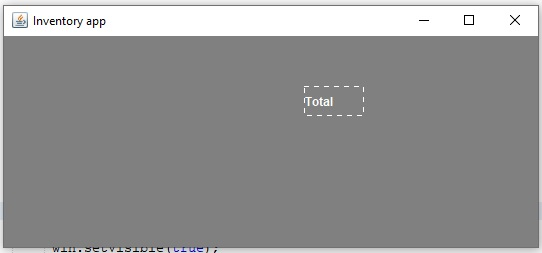 Inventory app
Total
win.setVisible(true);